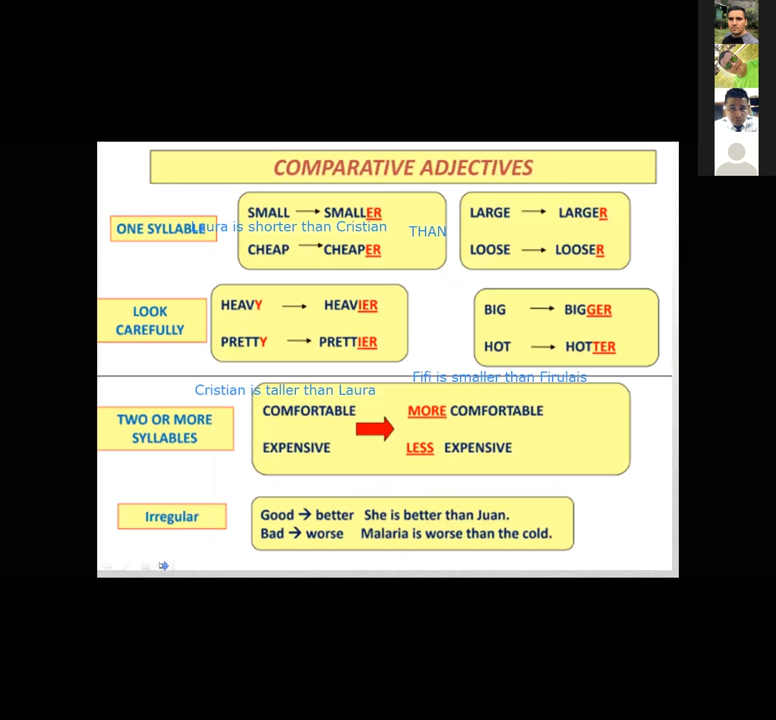 COMPARATIVE ADJECTIVES
ONE SYLLABLE
SMALL → SMALLER
CHEAP → CHEAPER
LARGE → LARGER
LOOSE → LOOSER
Laura is shorter than Cristian
THAN
LOOK
CAREFULLY
HEAVY → HEAVIER
PRETTY → PRETTIER
BIG → BIGGER
HOT → HOTTER
Fifi is smaller than Firulais
Cristian is taller than Laura
TWO OR MORE
SYLLABLES
COMFORTABLE MORE COMFORTABLE
EXPENSIVE LESS EXPENSIVE
Irregular
Good → better She is better than Juan.
Bad → worse Malaria is worse than the cold.